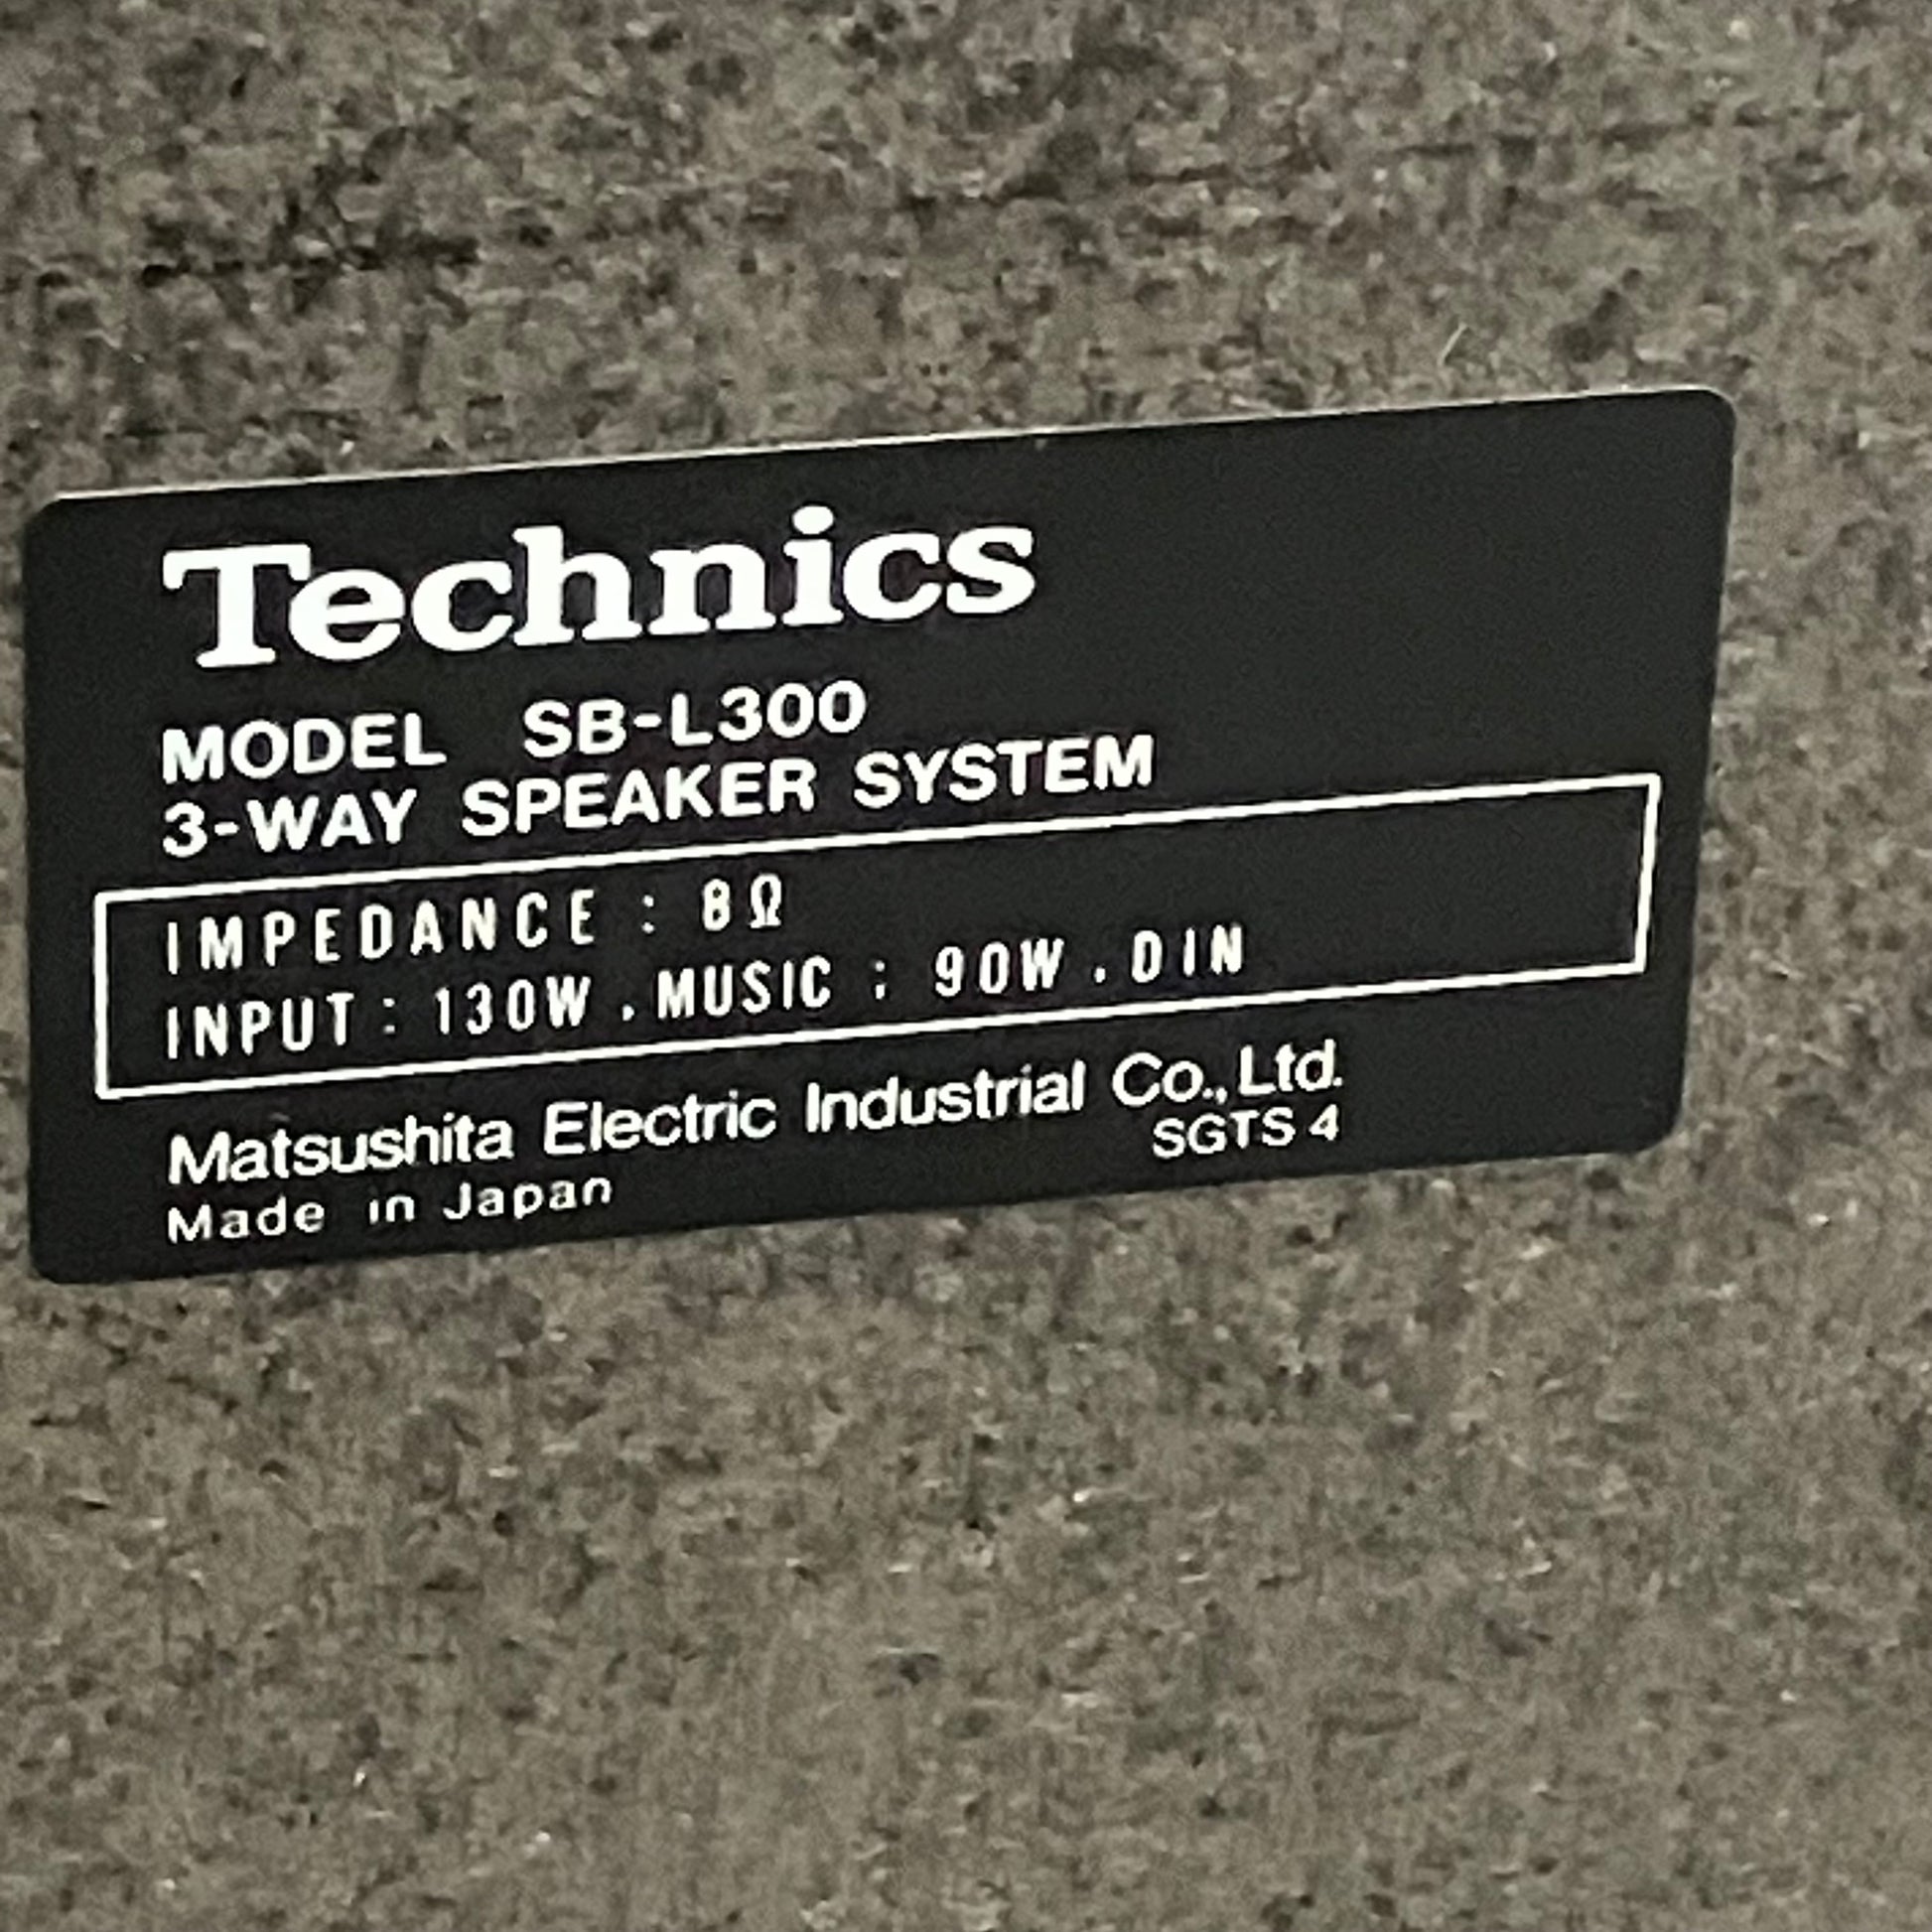 Technics
MODEL SB-L300
3-WAY SPEAKER SYSTEM
IMPEDANCE : 8Ω
INPUT : 130W . MUSIC ; 90W . DIN
Matsushita Electric Industrial Co., Ltd.
SGTS 4
Made in Japan